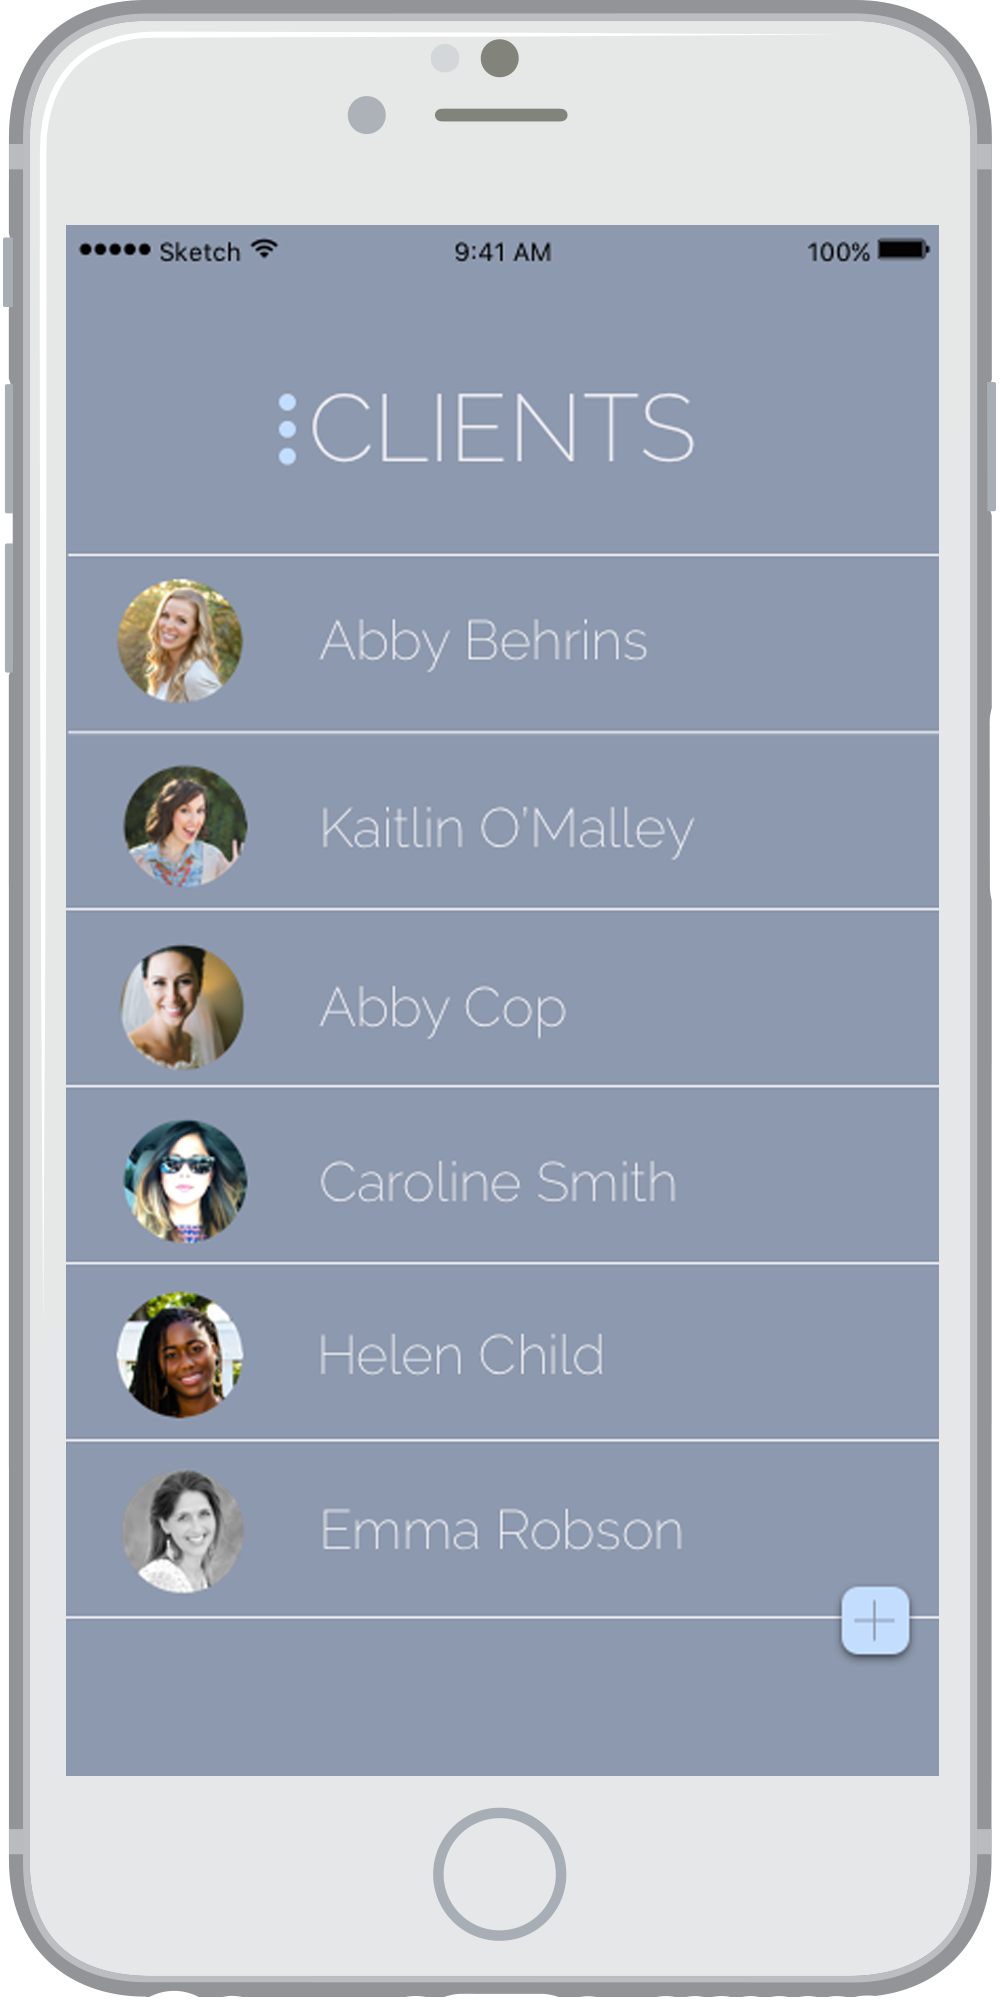 Sketch 9:41 AM 100%
CLIENTS
Abby Behrins
Kaitlin O'Malley
Abby Cop
Caroline Smith
Helen Child
Emma Robson